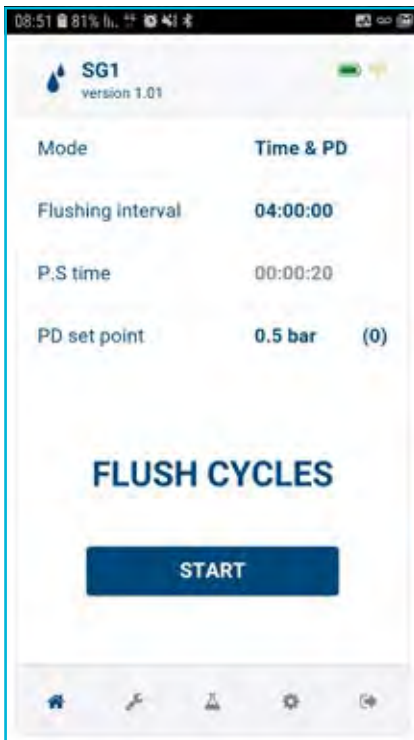 08:51 81%
SG1
version 1.01
Mode Time & PD
Flushing interval 04:00:00
P.S time 00:00:20
PD set point 0.5 bar (0)
FLUSH CYCLES
START